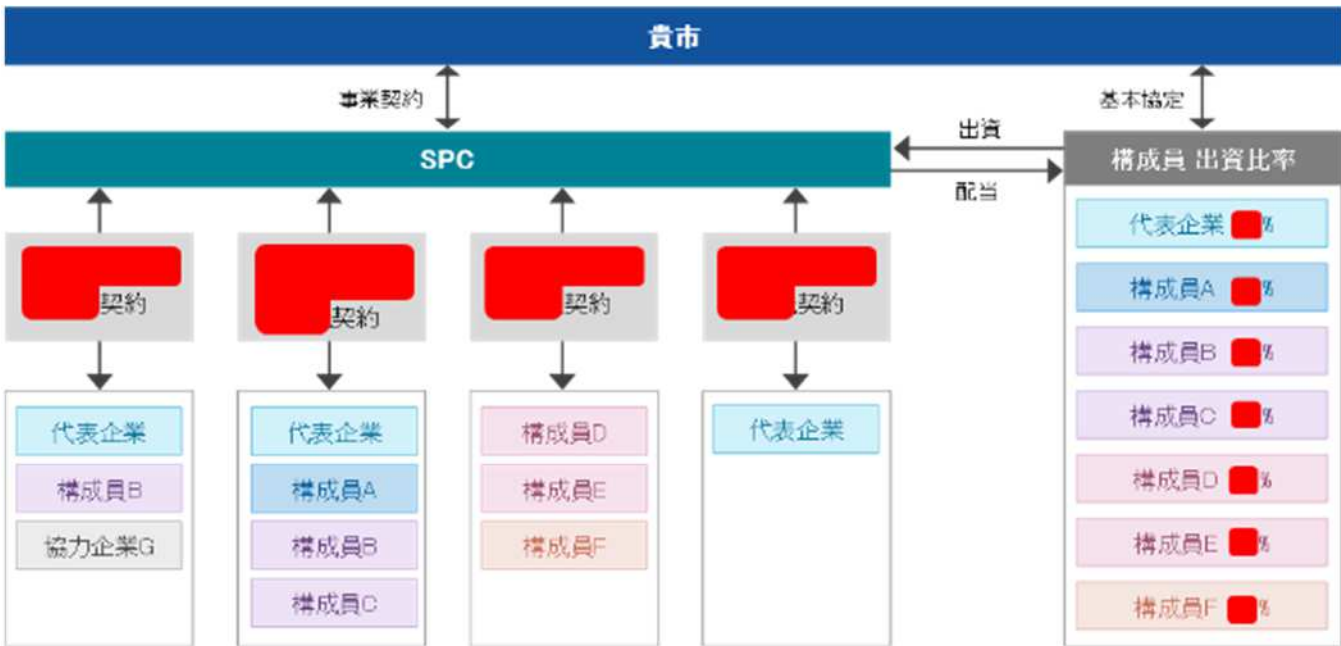 貴市
事業契約
基本協定
SPC
出資
配当
構成員 出資比率
契約
契約
契約
契約
代表企業
構成員B
協力企業G
代表企業
構成員A
構成員B
構成員C
構成員D
構成員E
構成員F
代表企業
代表企業 %
構成員A %
構成員B %
構成員C %
構成員D %
構成員E %
構成員F %